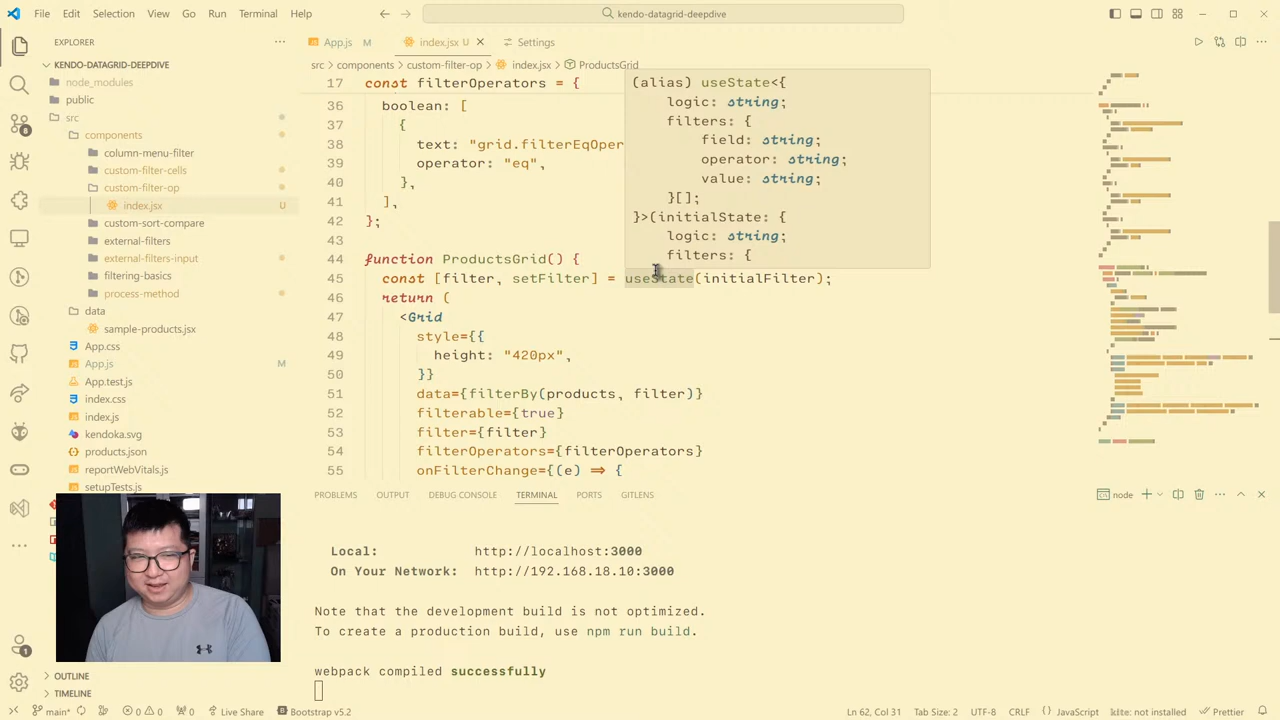 File Edit Selection View Go Run Terminal Help
kendo-datagrid-deepdive
EXPLORER
KENDO-DATAGRID-DEEPDIVE
node_modules
public
src
components
column-menu-filter
custom-filter-cells
custom-filter-op
index.jsx U
custom-sort-compare
external-filters
external-filters-input
filtering-basics
process-method
data
sample-products.jsx
App.css
App.js M
App.test.js
index.css
index.js
kendoka.svg
products.json
reportWebVitals.js
setupTests.js
OUTLINE
TIMELINE
App.js M index.jsx U Settings
src > components > custom-filter-op > index.jsx > ProductsGrid
17 const filterOperators = {
36 boolean: [
37 {
38 text: "grid.filterEqOper
39 operator: "eq",
40 },
41 ],
42 };
43
44 function ProductsGrid() {
45 const [filter, setFilter] = useState(initialFilter);
46 return (
47 <Grid
48 style={{
49 height: "420px",
50 }}
51 data={filterBy(products, filter)}
52 filterable={true}
53 filter={filter}
54 filterOperators={filterOperators}
55 onFilterChange={(e) => {
(alias) useState<{
logic: string;
filters: {
field: string;
operator: string;
value: string;
}[];
}>(initialState: {
logic: string;
filters: {
PROBLEMS OUTPUT DEBUG CONSOLE TERMINAL PORTS GITLENS
node
Local: http://localhost:3000
On Your Network: http://192.168.18.10:3000
Note that the development build is not optimized.
To create a production build, use npm run build.
webpack compiled successfully
main* 0 0 0 Live Share Bootstrap v5.2 Ln 62, Col 31 Tab Size: 2 UTF-8 CRLF JavaScript not installed Prettier